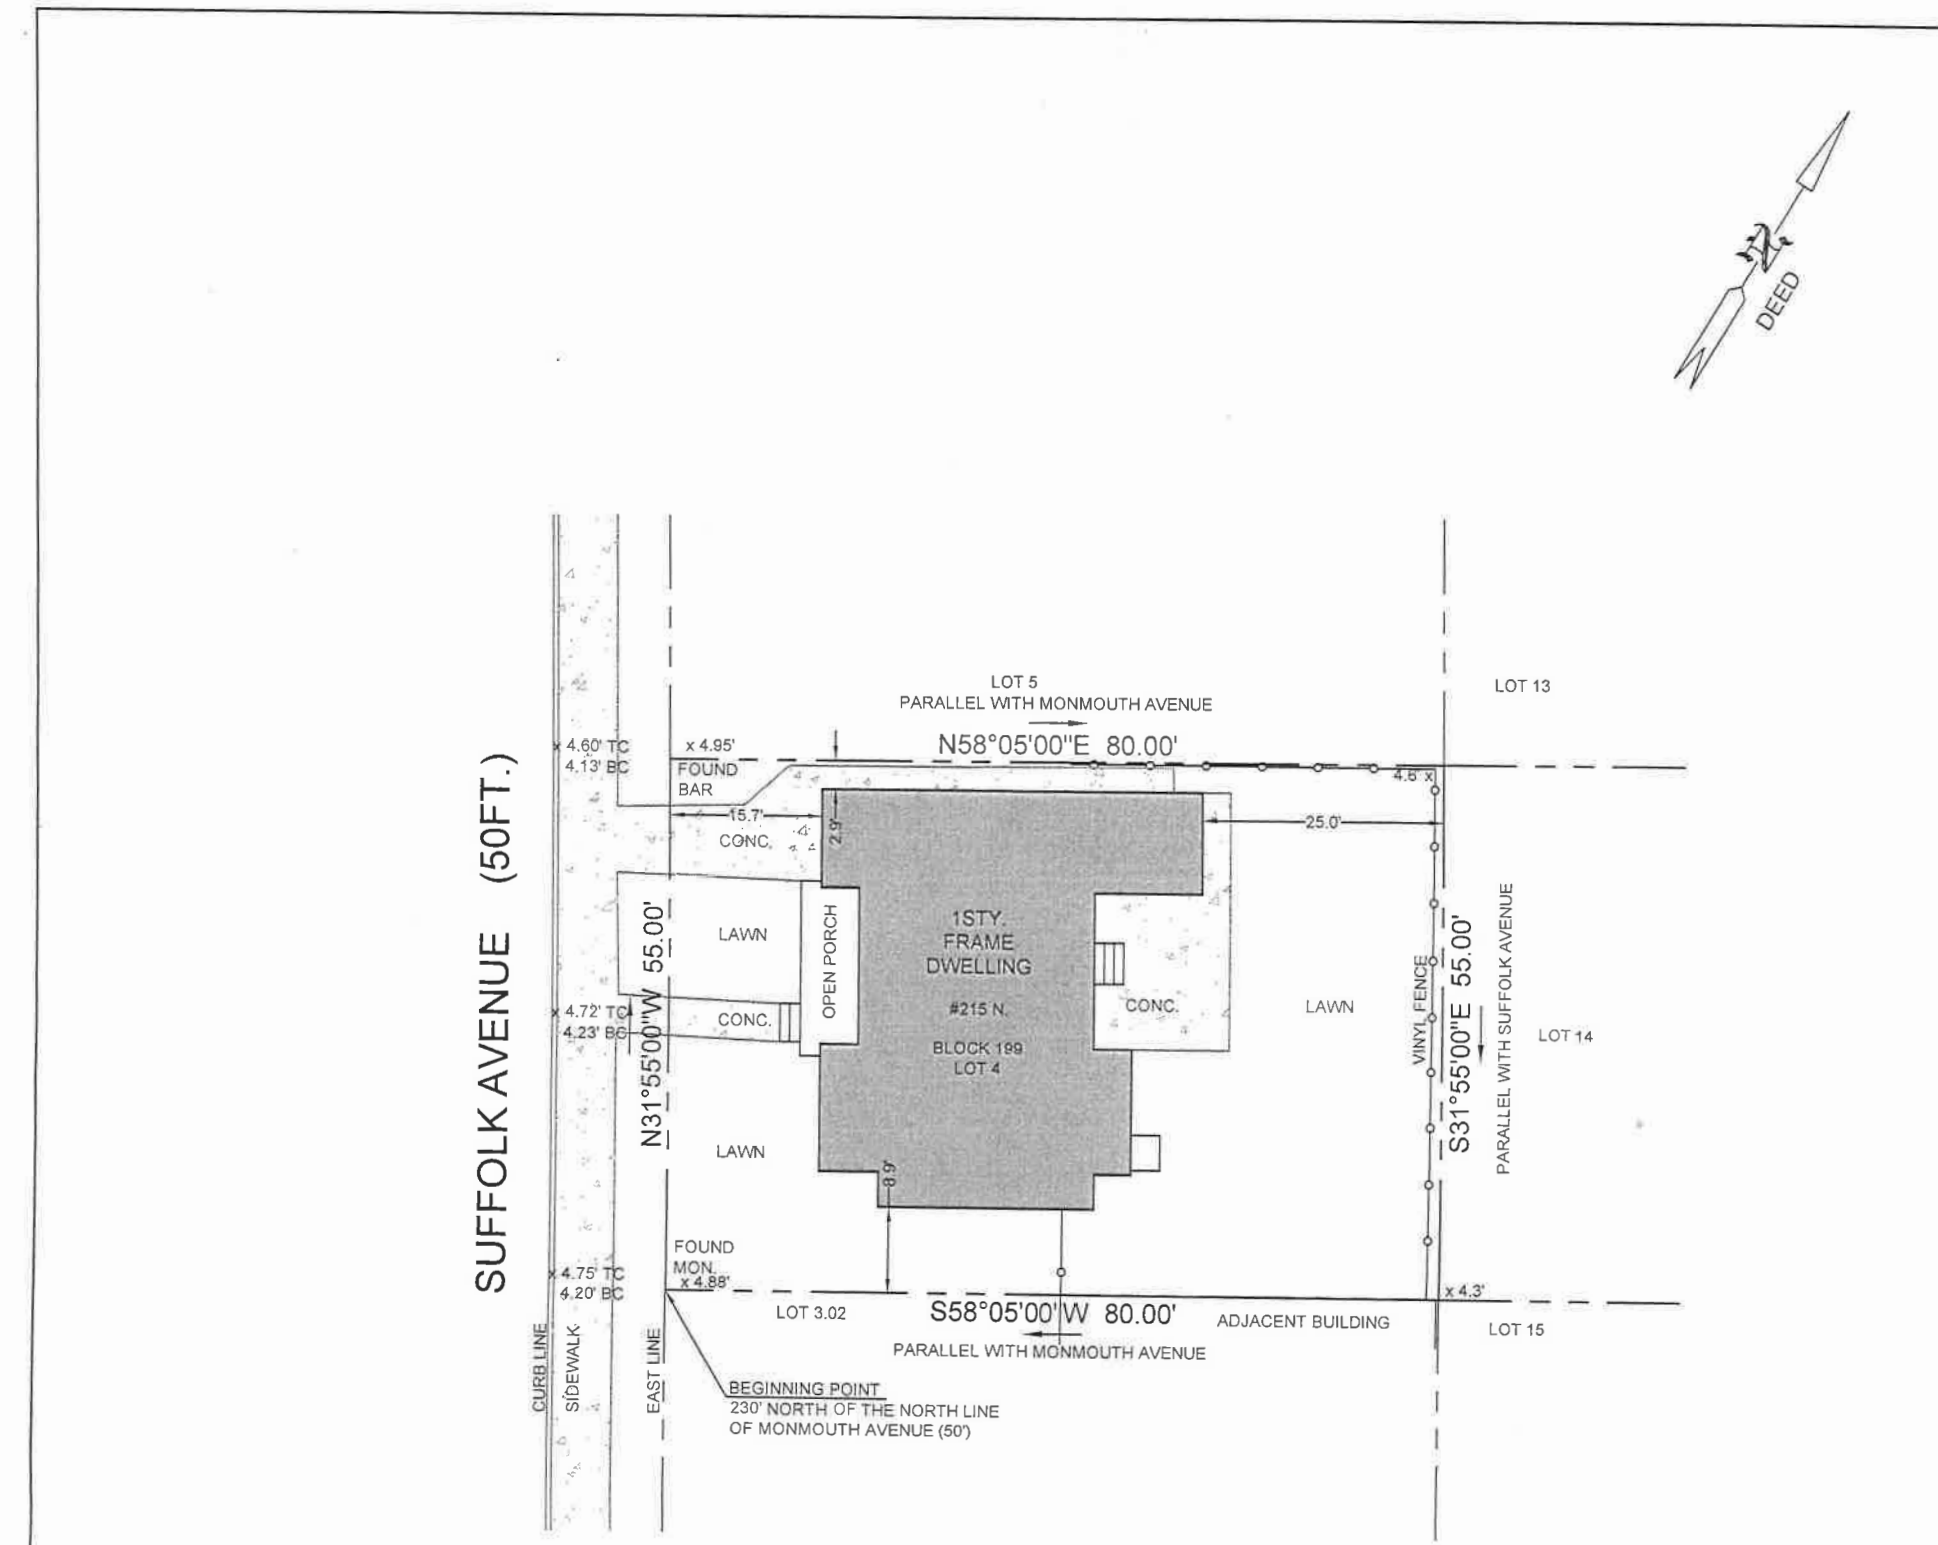 N
DEED
SUFFOLK AVENUE (50FT.)
LOT 5
PARALLEL WITH MONMOUTH AVENUE
LOT 13
N58°05'00"E 80.00'
x 4.60' TC
4.13' BC
x 4.95'
FOUND
BAR
4.6' x
15.7'
CONC.
2.9'
25.0'
1STY.
FRAME
DWELLING
#215 N.
BLOCK 199
LOT 4
OPEN PORCH
LAWN
N31°55'00"W 55.00'
x 4.72' TC
4.23' BC
CONC.
CONC.
LAWN
VINYL FENCE
S31°55'00"E 55.00'
PARALLEL WITH SUFFOLK AVENUE
LOT 14
LAWN
8.9'
FOUND
MON.
x 4.88'
x 4.75' TC
4.20' BC
x 4.3'
LOT 3.02
S58°05'00"W 80.00'
ADJACENT BUILDING
LOT 15
PARALLEL WITH MONMOUTH AVENUE
CURB LINE
SIDEWALK
EAST LINE
BEGINNING POINT
230' NORTH OF THE NORTH LINE
OF MONMOUTH AVENUE (50')